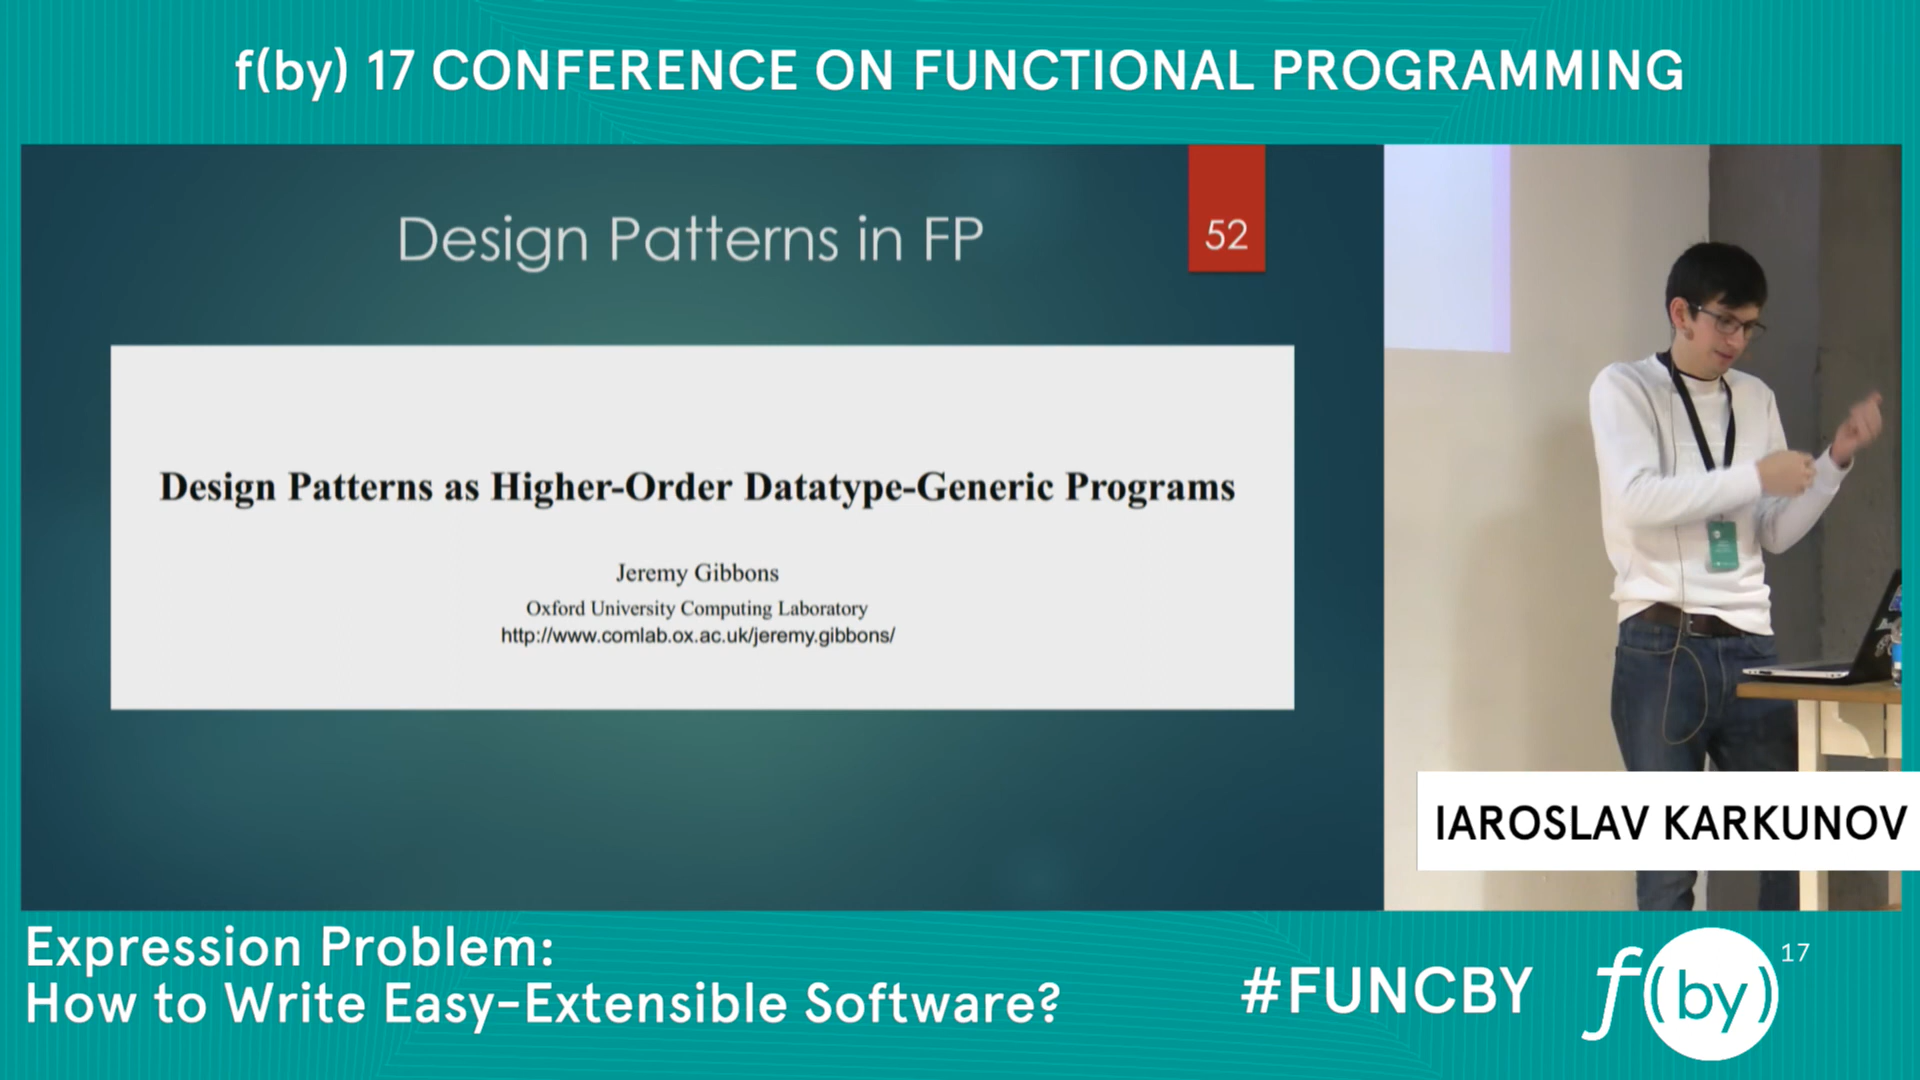 f(by) 17 CONFERENCE ON FUNCTIONAL PROGRAMMING
Design Patterns in FP
52
Design Patterns as Higher-Order Datatype-Generic Programs
Jeremy Gibbons
Oxford University Computing Laboratory
http://www.comlab.ox.ac.uk/jeremy.gibbons/
IAROSLAV KARKUNOV
Expression Problem:
How to Write Easy-Extensible Software?
#FUNCBY
f(by) 17